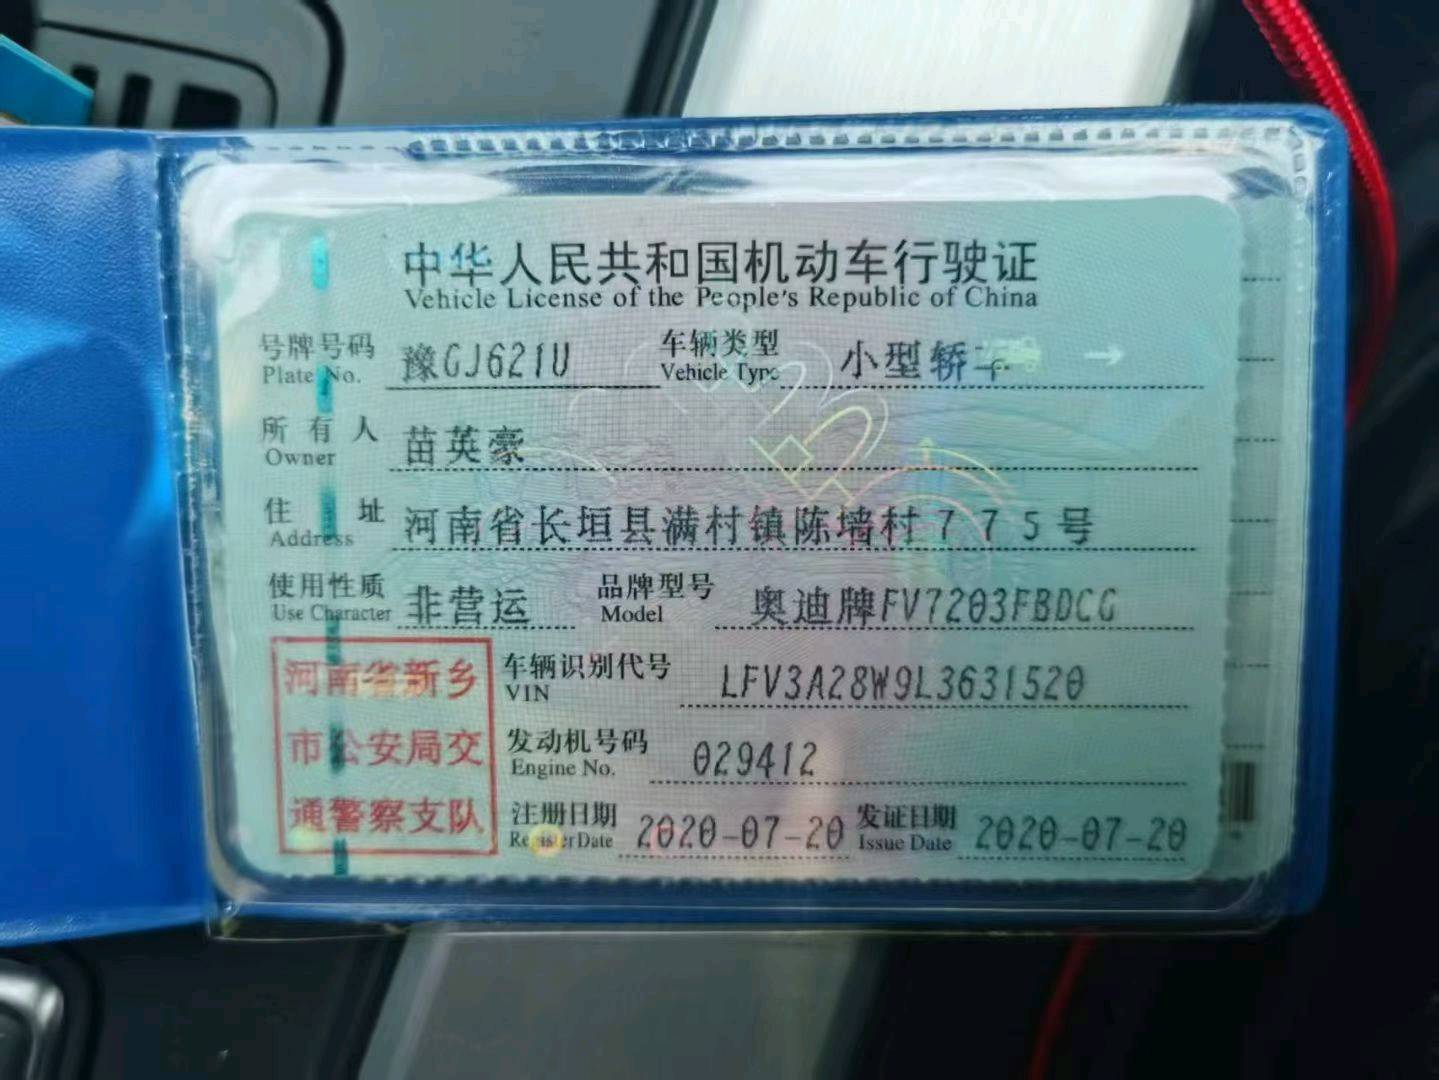 中华人民共和国机动车行驶证
Vehicle License of the People's Republic of China
号牌号码 豫GJ621U 车辆类型 小型轿车
Plate No. Vehicle Type
所有人 苗英豪
Owner
住址 河南省长垣县满村镇陈墙村775号
Address
使用性质 非营运 品牌型号 奥迪牌FV7203FBDCG
Use Character Model
河南省新乡
市公安局交
通警察支队
车辆识别代号 LFV3A28W9L3631520
VIN
发动机号码 029412
Engine No.
注册日期 2020-07-20 发证日期 2020-07-20
Register Date Issue Date